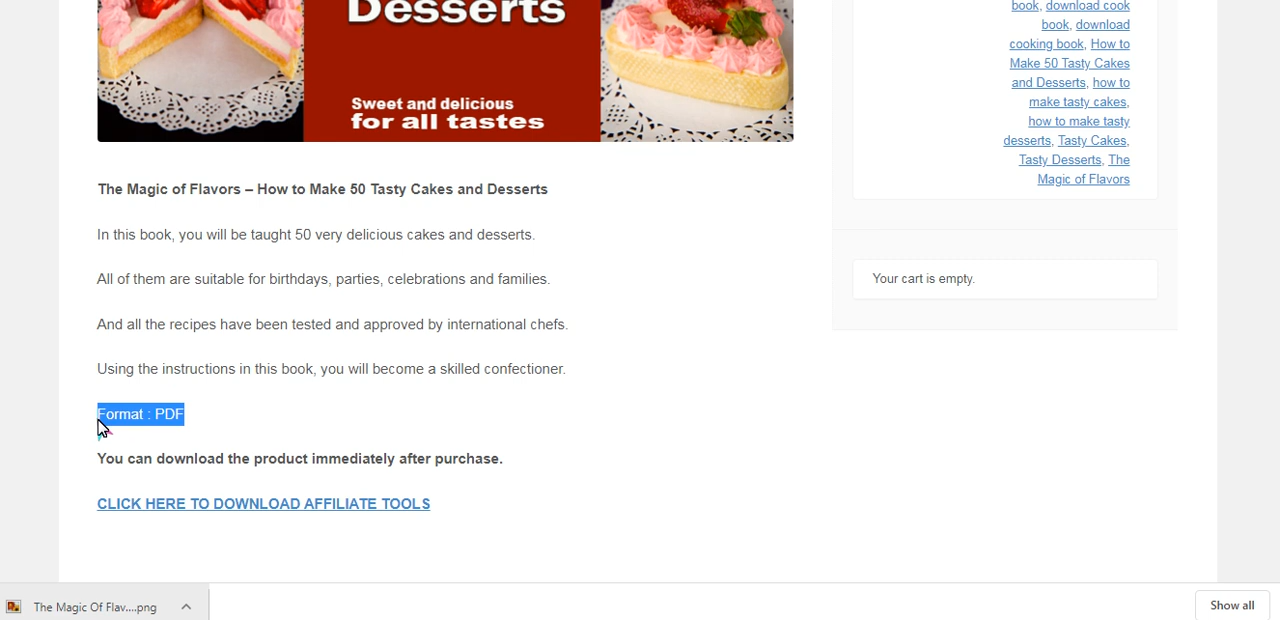 Desserts
Sweet and delicious
for all tastes
The Magic of Flavors – How to Make 50 Tasty Cakes and Desserts
In this book, you will be taught 50 very delicious cakes and desserts.
All of them are suitable for birthdays, parties, celebrations and families.
And all the recipes have been tested and approved by international chefs.
Using the instructions in this book, you will become a skilled confectioner.
Format : PDF
You can download the product immediately after purchase.
CLICK HERE TO DOWNLOAD AFFILIATE TOOLS
book, download cook
book, download
cooking book, How to
Make 50 Tasty Cakes
and Desserts, how to
make tasty cakes,
how to make tasty
desserts, Tasty Cakes,
Tasty Desserts, The
Magic of Flavors
Your cart is empty.
The Magic Of Flav....png
Show all